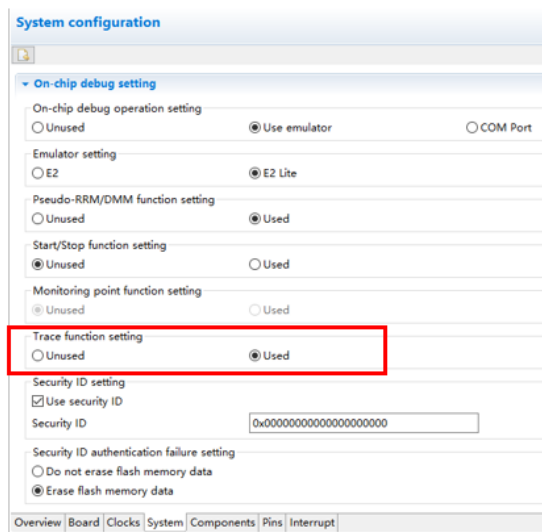 System configuration
On-chip debug setting
On-chip debug operation setting
Unused Use emulator COM Port
Emulator setting
E2 E2 Lite
Pseudo-RRM/DMM function setting
Unused Used
Start/Stop function setting
Unused Used
Monitoring point function setting
Unused Used
Trace function setting
Unused Used
Security ID setting
Use security ID
Security ID 0x00000000000000000000
Security ID authentication failure setting
Do not erase flash memory data
Erase flash memory data
Overview Board Clocks System Components Pins Interrupt